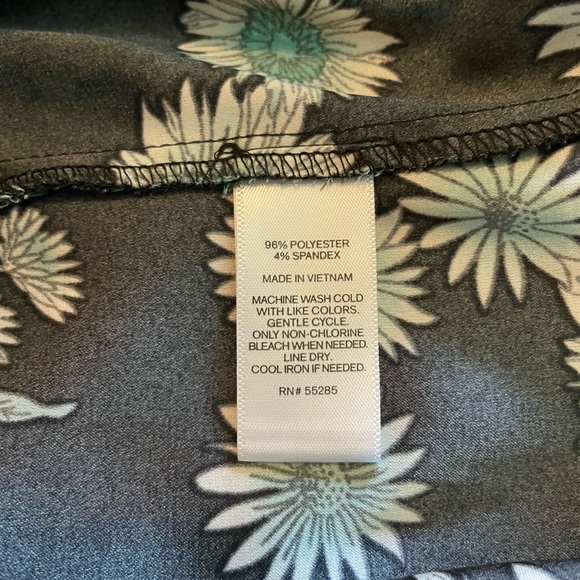 96% POLYESTER
4% SPANDEX
MADE IN VIETNAM
MACHINE WASH COLD
WITH LIKE COLORS.
GENTLE CYCLE.
ONLY NON-CHLORINE
BLEACH WHEN NEEDED.
LINE DRY.
COOL IRON IF NEEDED.
RN# 55285